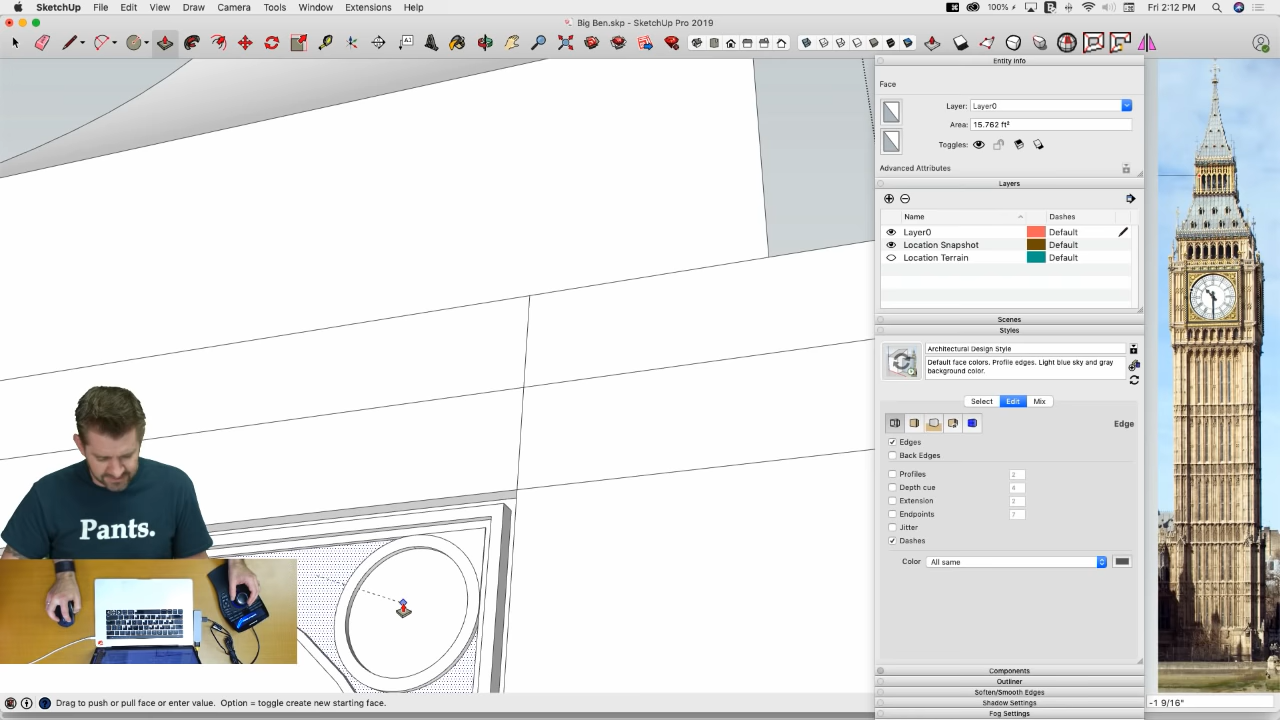 SketchUp File Edit View Camera Draw Tools Window Extensions Help 100% Fri 2:12 PM
Big Ben.skp - SketchUp Pro 2019
Entity Info
Face
Layer: Layer0
Area: 15.762 ft²
Toggles:
Advanced Attributes
Layers
Name Dashes
Layer0 Default
Location Snapshot Default
Location Terrain Default
Scenes
Styles
Architectural Design Style
Default face colors. Profile edges. Light blue sky and gray
background color.
Select Edit Mix
Edge
Edges
Back Edges
Profiles 2
Depth cue 4
Extension 2
Endpoints 7
Jitter
Dashes
Color All same
Pants.
Components
Outliner
Soften/Smooth Edges
Shadow Settings
Fog Settings
Drag to push or pull face or enter value. Option = toggle create new starting face.
-1 9/16"